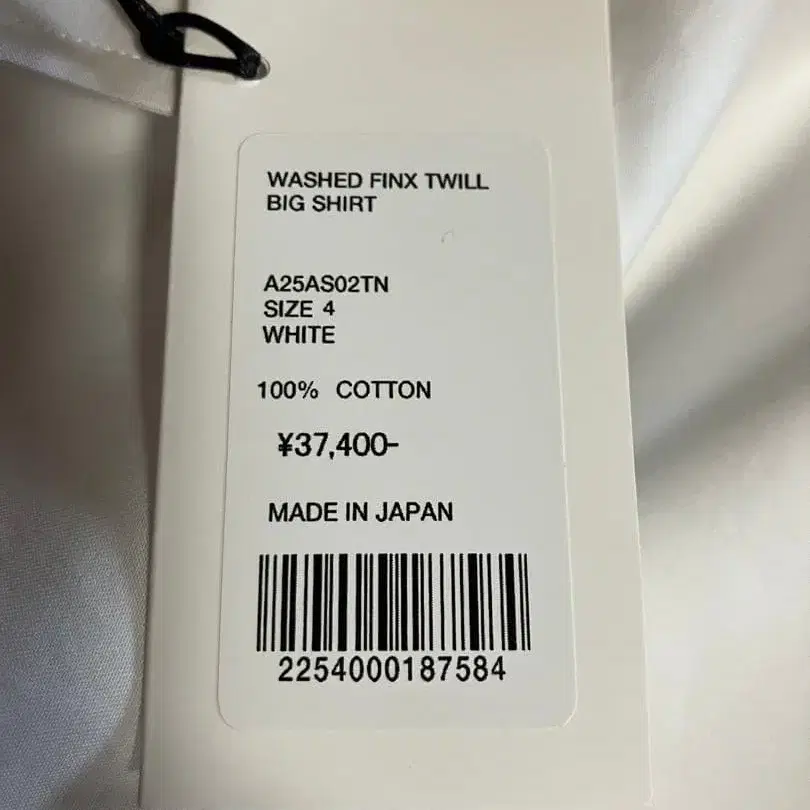 WASHED FINX TWILL
BIG SHIRT
A25AS02TN
SIZE 4
WHITE
100% COTTON
¥37,400-
MADE IN JAPAN
2254000187584